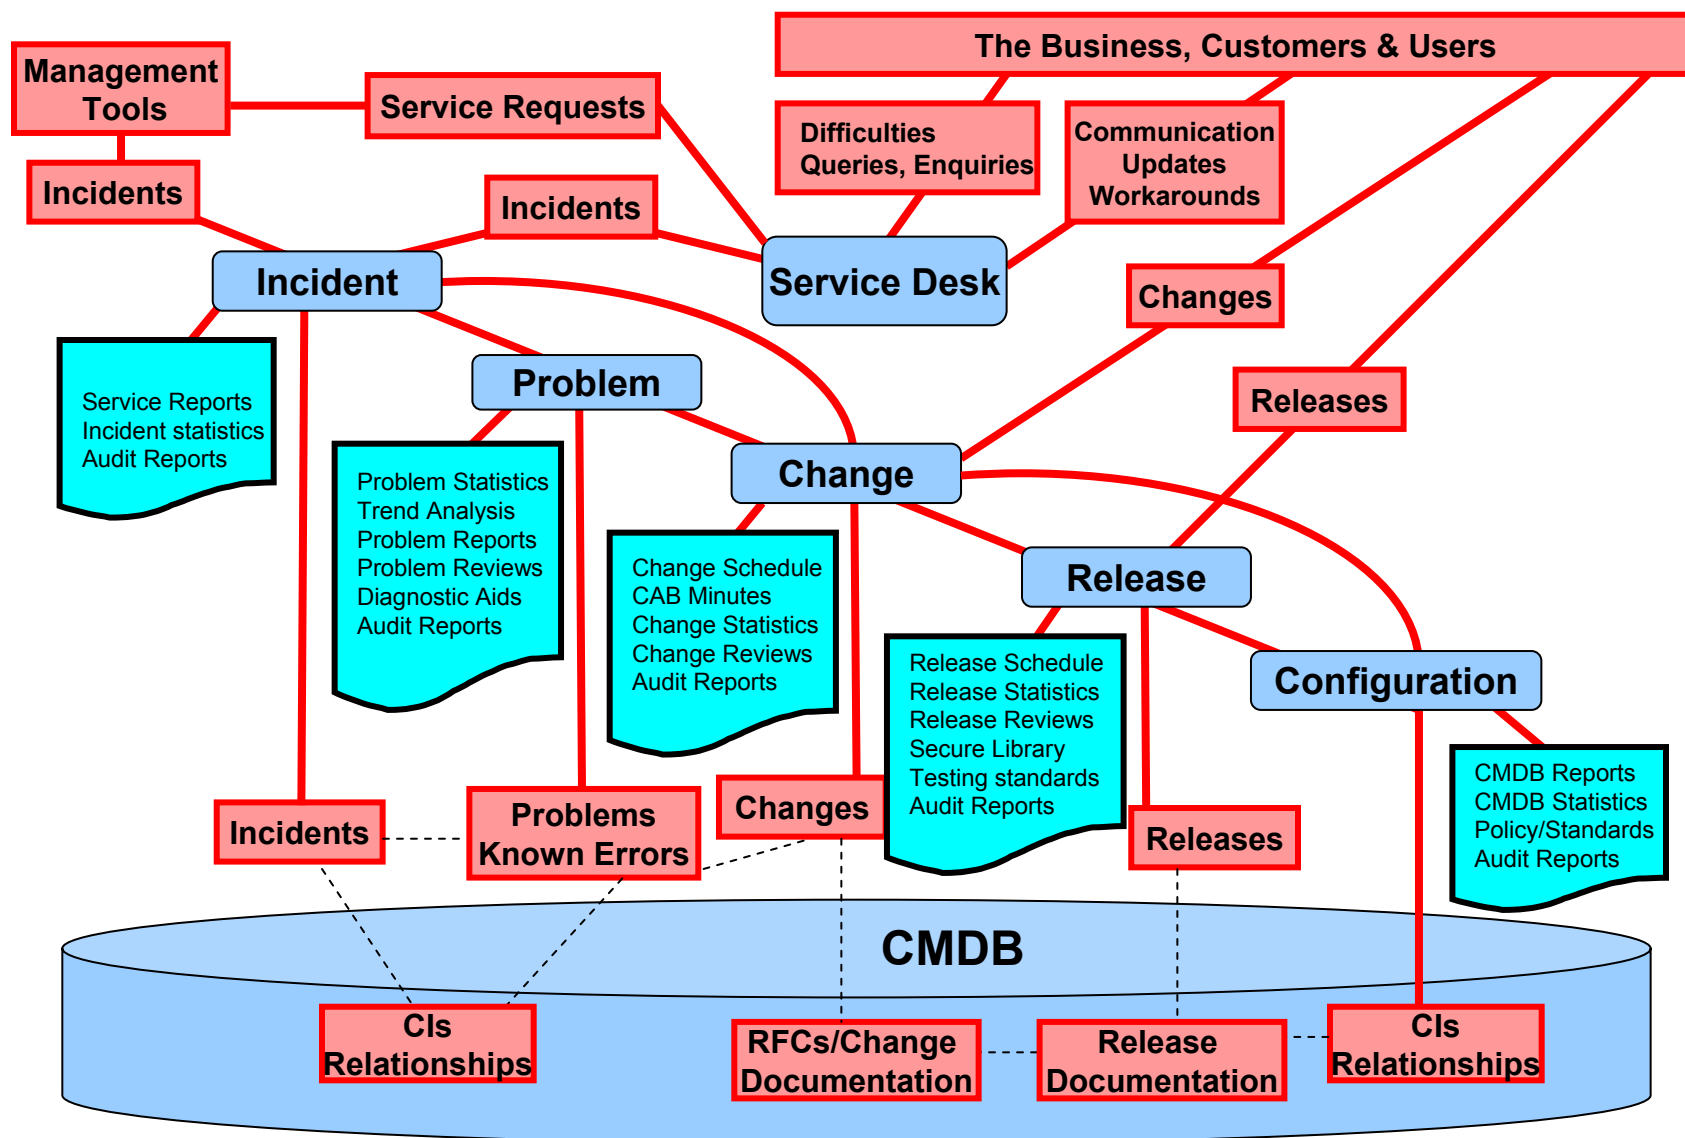 The Business, Customers & Users
Management
Tools
Service Requests
Difficulties
Queries, Enquiries
Communication
Updates
Workarounds
Incidents
Incidents
Incident
Service Desk
Changes
Problem
Releases
Service Reports
Incident statistics
Audit Reports
Change
Problem Statistics
Trend Analysis
Problem Reports
Problem Reviews
Diagnostic Aids
Audit Reports
Release
Change Schedule
CAB Minutes
Change Statistics
Change Reviews
Audit Reports
Configuration
Release Schedule
Release Statistics
Release Reviews
Secure Library
Testing standards
Audit Reports
CMDB Reports
CMDB Statistics
Policy/Standards
Audit Reports
Incidents
Problems
Known Errors
Changes
Releases
CMDB
CIs
Relationships
RFCs/Change
Documentation
Release
Documentation
CIs
Relationships